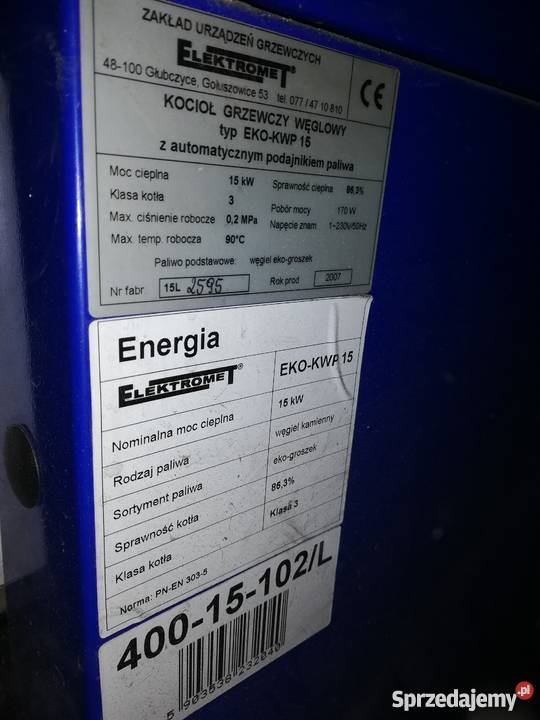 ZAKŁAD URZĄDZEŃ GRZEWCZYCH
ELEKTROMET®
48-100 Głubczyce, Gołuszowice 53 tel. 077/ 47 10 810
CE
KOCIOŁ GRZEWCZY WĘGLOWY
typ EKO-KWP 15
z automatycznym podajnikiem paliwa
Moc cieplna 15 kW Sprawność cieplna 86,3%
Klasa kotła 3 Pobór mocy 170 W
Max. ciśnienie robocze 0,2 MPa Napięcie znam 1~230V/50Hz
Max. temp. robocza 90°C
Paliwo podstawowe: węgiel eko-groszek
Nr fabr 15L 2595 Rok prod 2007
Energia
ELEKTROMET® EKO-KWP 15
Nominalna moc cieplna 15 kW
Rodzaj paliwa węgiel kamienny
Sortyment paliwa eko-groszek
Sprawność kotła 86,3%
Klasa kotła Klasa 3
Norma: PN-EN 303-5
400-15-102/L
5 903538 232040
Sprzedajemy.pl